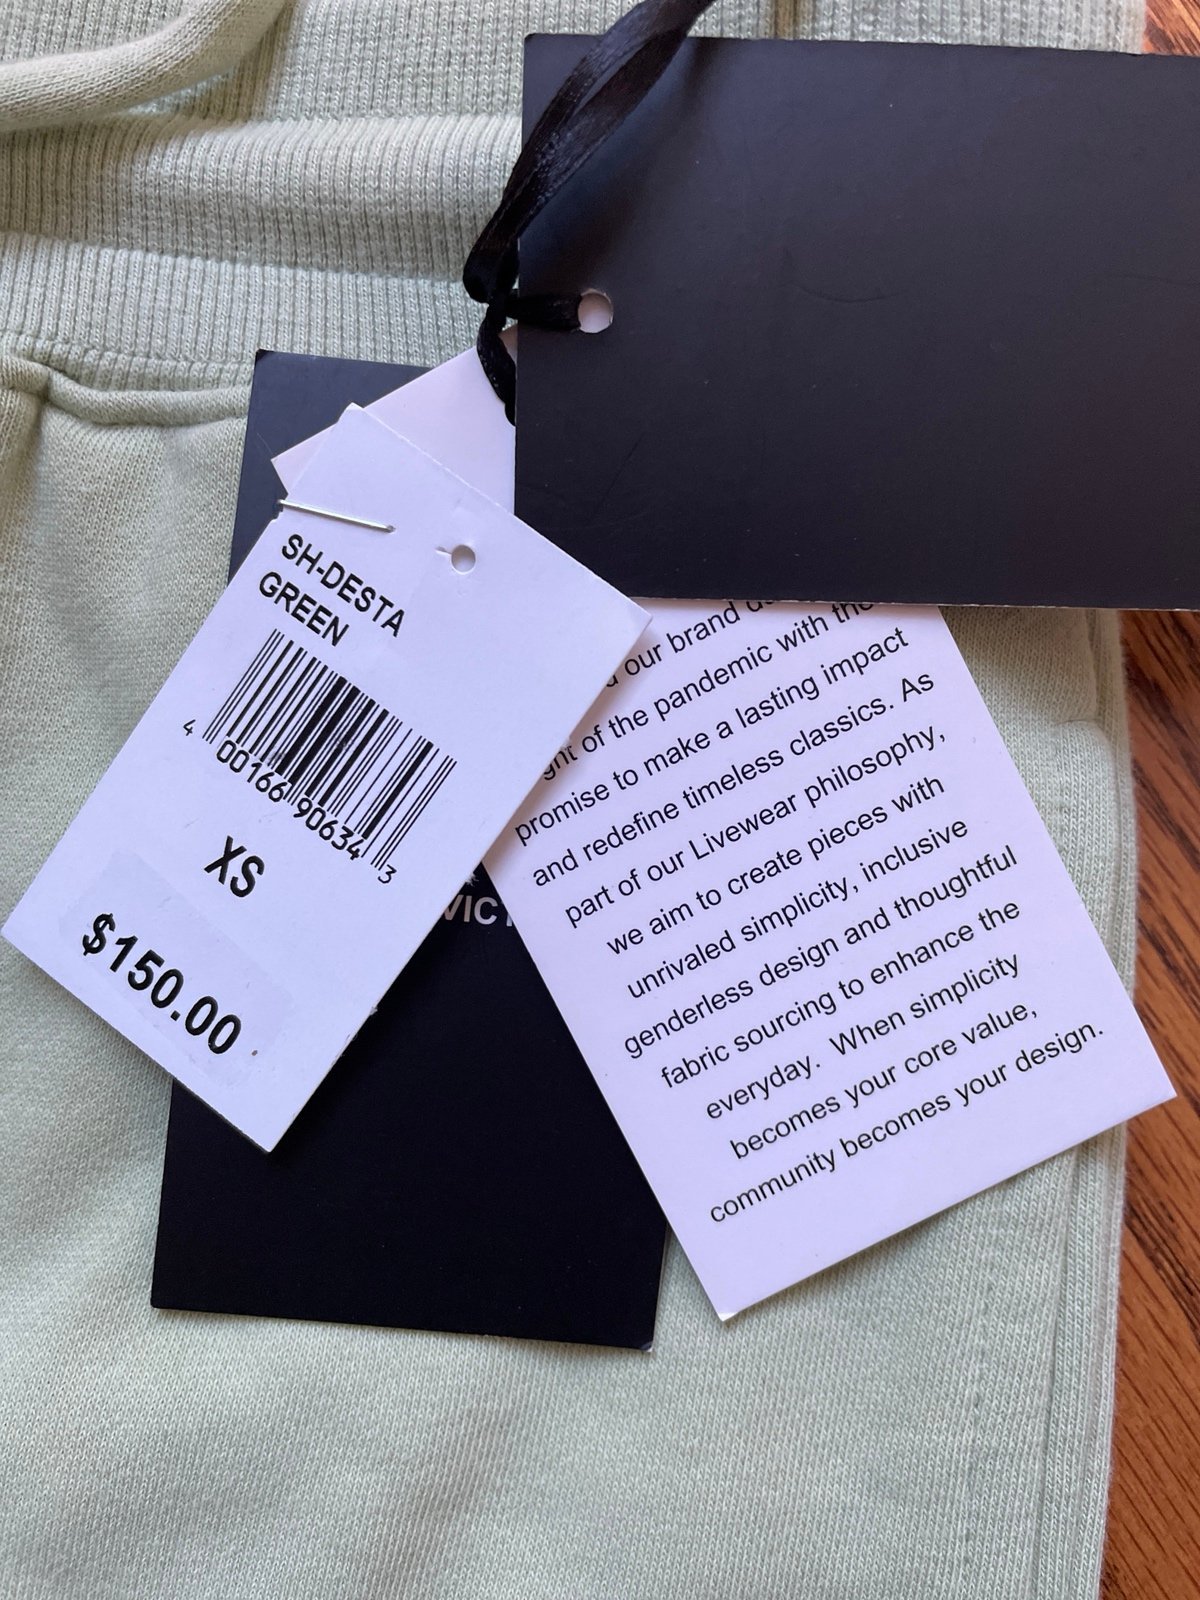 SH-DESTA
GREEN
4 00166 90634 3
XS
$150.00
our brand
of the pandemic with the
promise to make a lasting impact
and redefine timeless classics. As
part of our Livewear philosophy,
we aim to create pieces with
unrivaled simplicity, inclusive
genderless design and thoughtful
fabric sourcing to enhance the
everyday. When simplicity
becomes your core value,
community becomes your design.